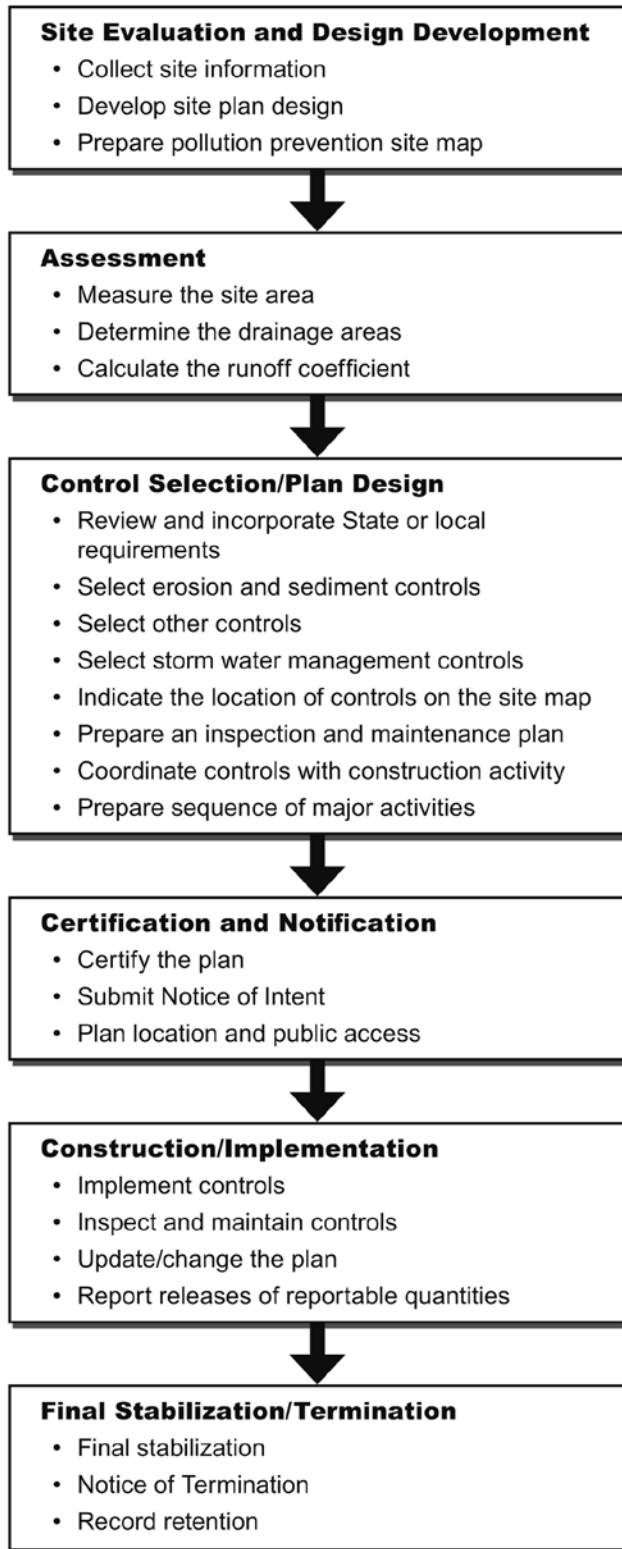 Site Evaluation and Design Development
• Collect site information
• Develop site plan design
• Prepare pollution prevention site map
Assessment
• Measure the site area
• Determine the drainage areas
• Calculate the runoff coefficient
Control Selection/Plan Design
• Review and incorporate State or local
requirements
• Select erosion and sediment controls
• Select other controls
• Select storm water management controls
• Indicate the location of controls on the site map
• Prepare an inspection and maintenance plan
• Coordinate controls with construction activity
• Prepare sequence of major activities
Certification and Notification
• Certify the plan
• Submit Notice of Intent
• Plan location and public access
Construction/Implementation
• Implement controls
• Inspect and maintain controls
• Update/change the plan
• Report releases of reportable quantities
Final Stabilization/Termination
• Final stabilization
• Notice of Termination
• Record retention